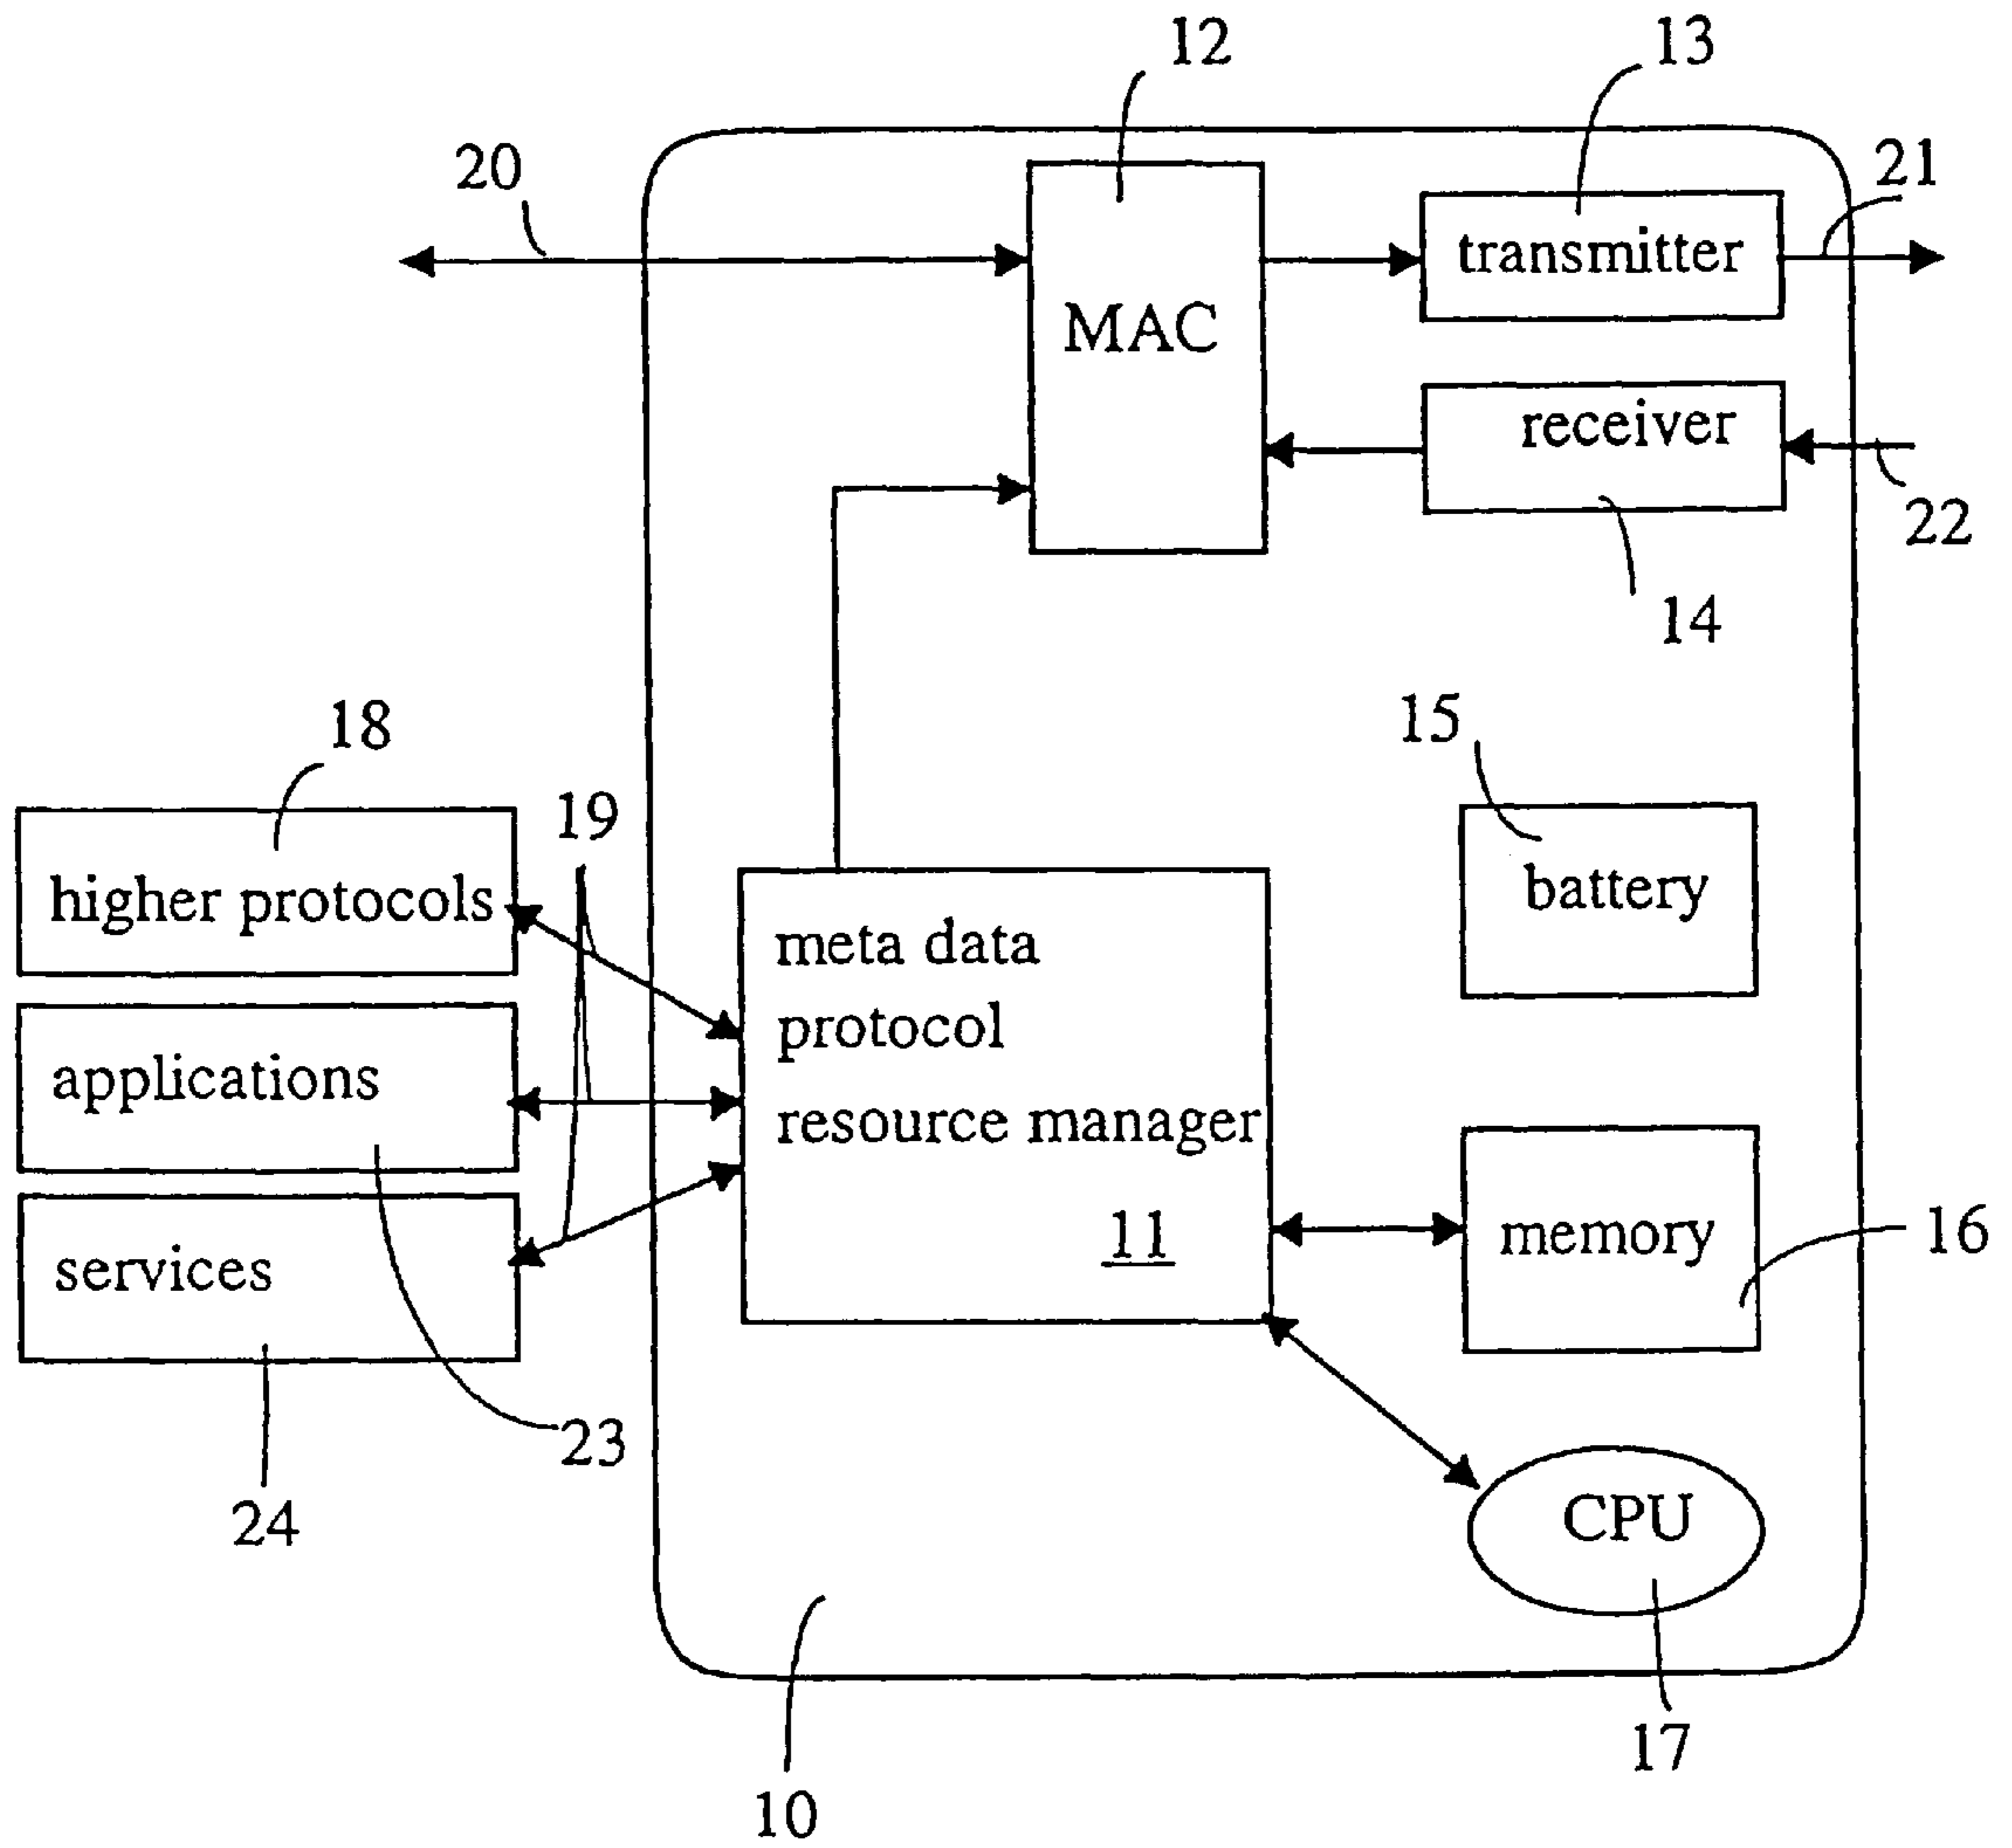 12
13
20
21
transmitter
MAC
receiver
22
14
18
15
19
higher protocols
battery
meta data
protocol
applications
resource manager
11
memory
16
services
23
24
CPU
17
10